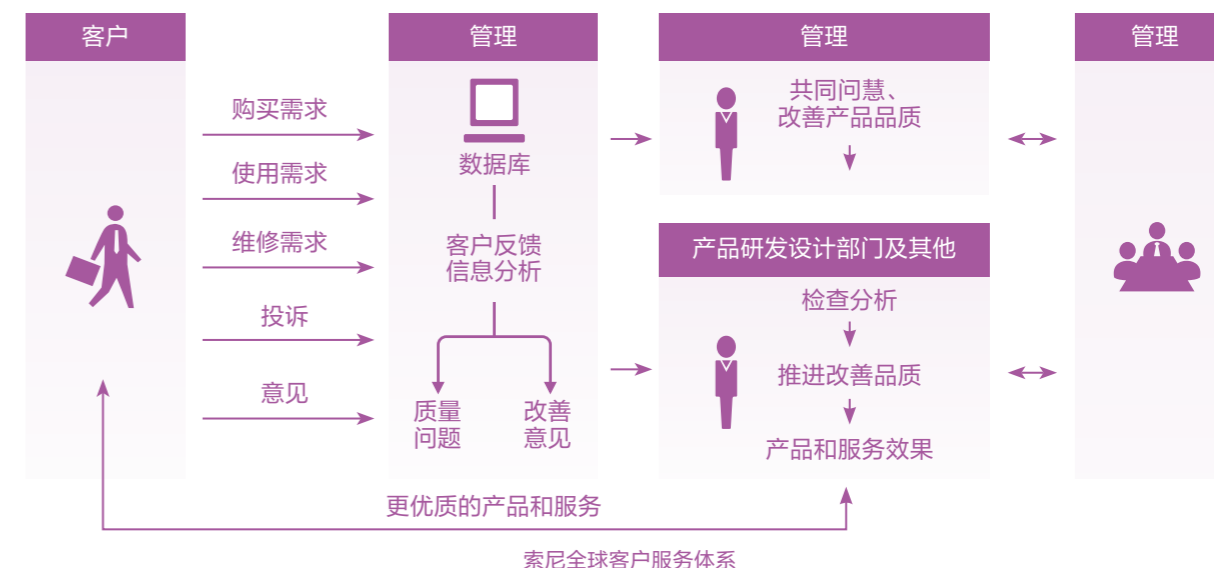 客户
购买需求
使用需求
维修需求
投诉
意见
管理
数据库
客户反馈
信息分析
质量
问题
改善
意见
管理
共同问慧、
改善产品品质
产品研发设计部门及其他
检查分析
推进改善品质
产品和服务效果
管理
更优质的产品和服务
索尼全球客户服务体系